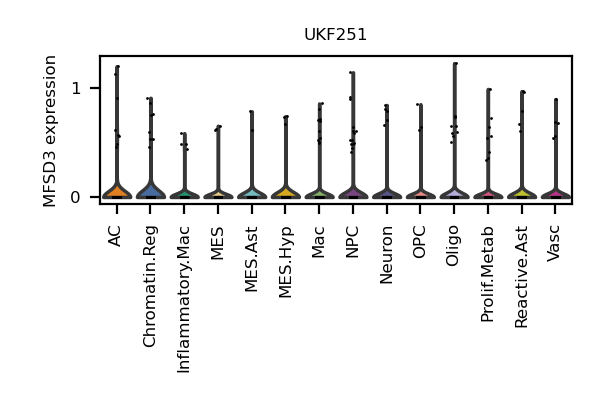 UKF251
MFSD3 expression
1
0
AC
Chromatin.Reg
Inflammatory.Mac
MES
MES.Ast
MES.Hyp
Mac
NPC
Neuron
OPC
Oligo
Prolif.Metab
Reactive.Ast
Vasc